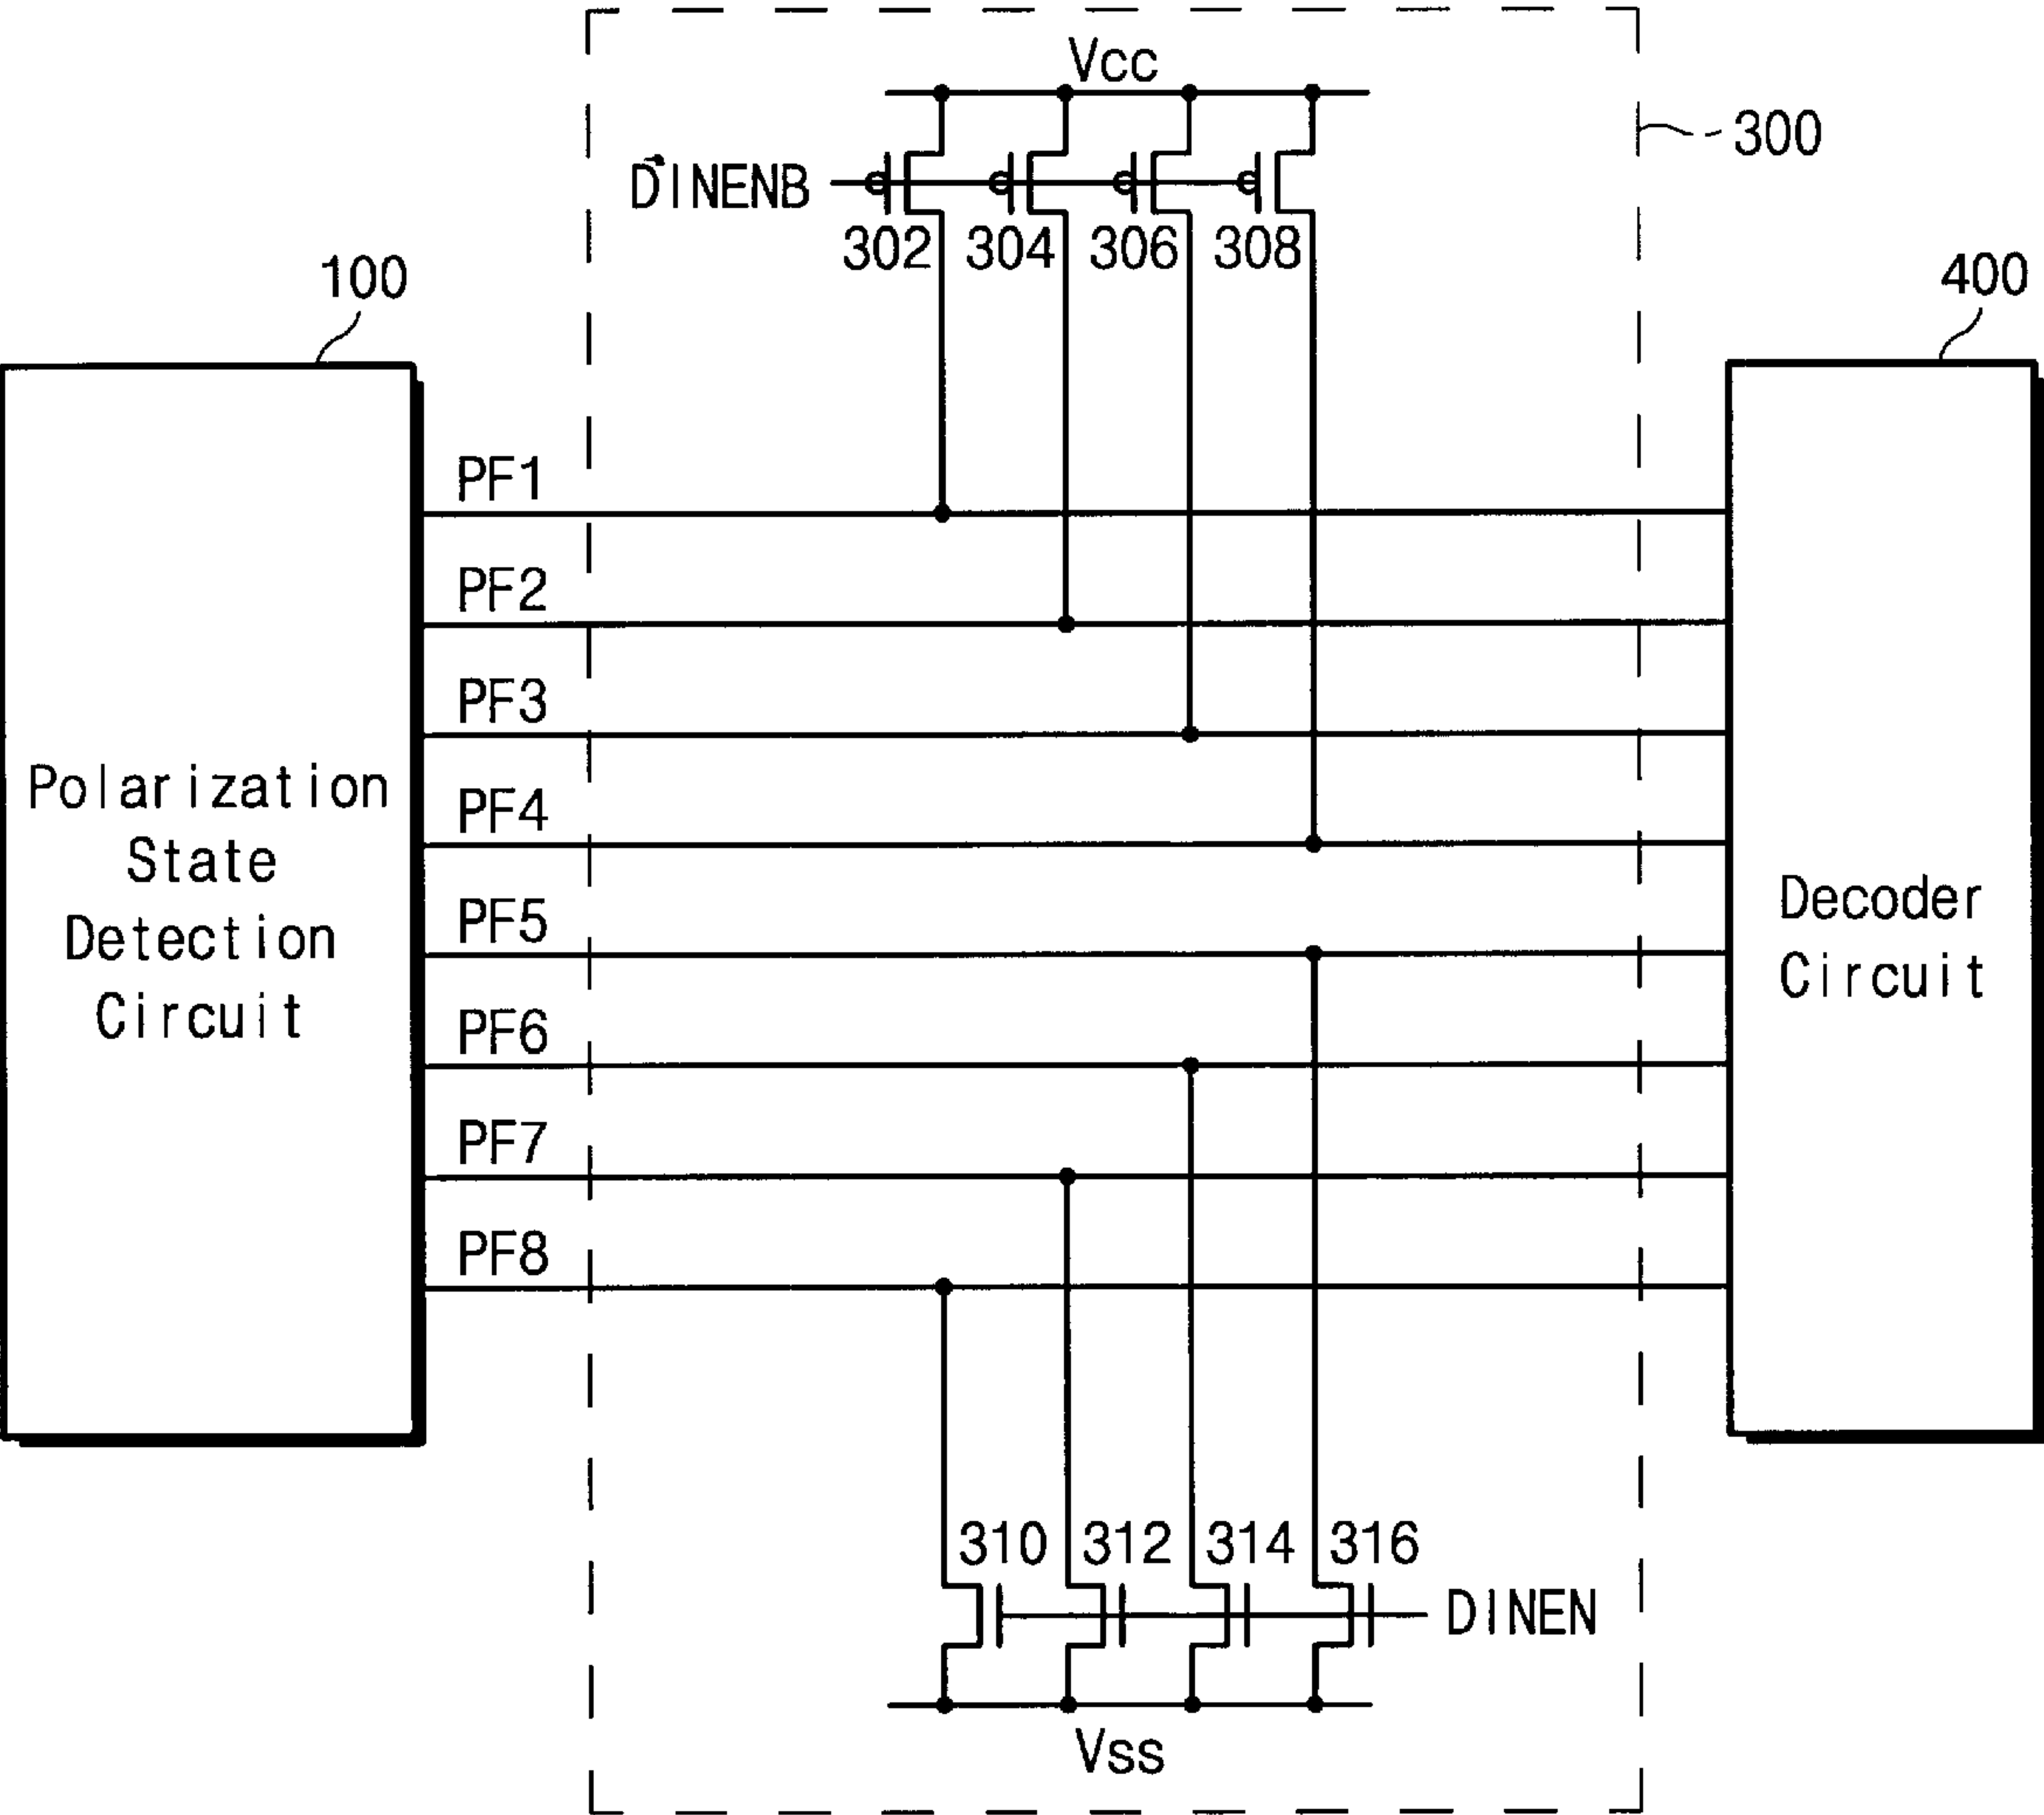 Vcc
300
DINENB
302 304 306 308
100
400
PF1
PF2
PF3
PF4
PF5
PF6
PF7
PF8
Polarization
State
Detection
Circuit
Decoder
Circuit
310 312 314 316
DINEN
Vss